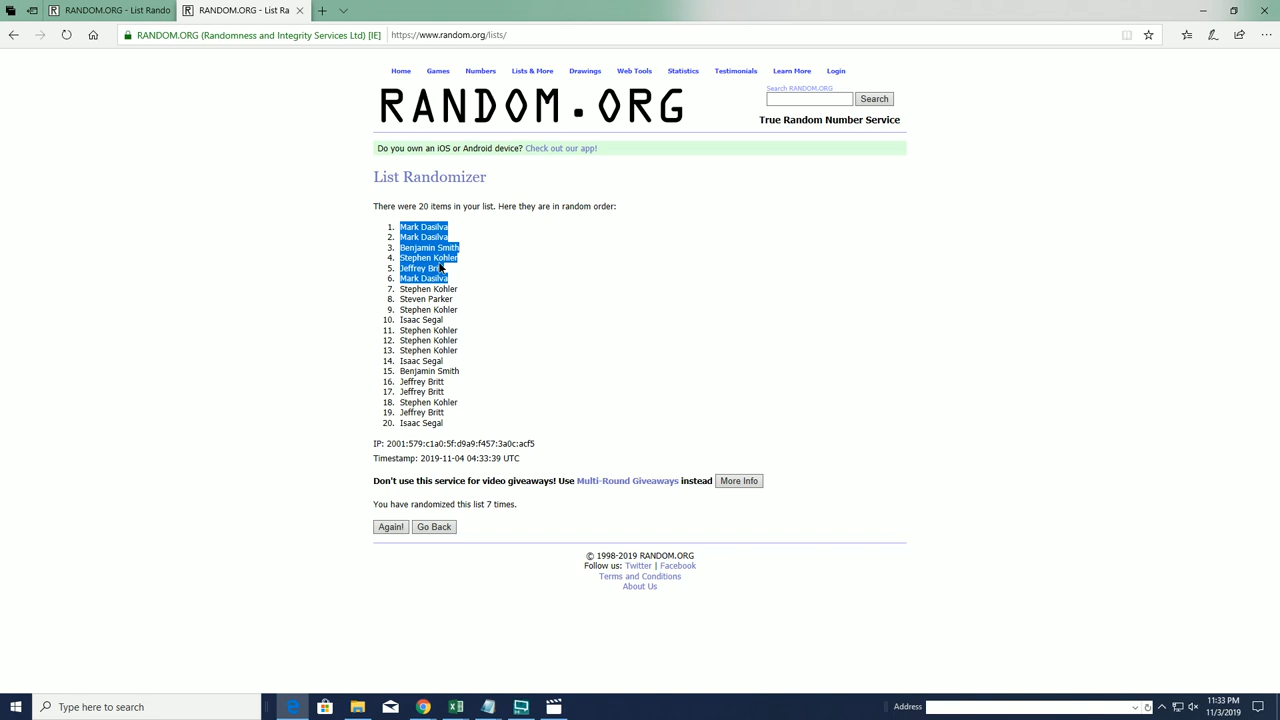 RANDOM.ORG - List Rando
RANDOM.ORG - List Ra
RANDOM.ORG (Randomness and Integrity Services Ltd) [IE]
https://www.random.org/lists/
Home Games Numbers Lists & More Drawings Web Tools Statistics Testimonials Learn More Login
RANDOM.ORG
Search RANDOM.ORG
Search
True Random Number Service
Do you own an iOS or Android device? Check out our app!
List Randomizer
There were 20 items in your list. Here they are in random order:
1. Mark Dasilva
2. Mark Dasilva
3. Benjamin Smith
4. Stephen Kohler
5. Jeffrey Britt
6. Mark Dasilva
7. Stephen Kohler
8. Steven Parker
9. Stephen Kohler
10. Isaac Segal
11. Stephen Kohler
12. Stephen Kohler
13. Stephen Kohler
14. Isaac Segal
15. Benjamin Smith
16. Jeffrey Britt
17. Jeffrey Britt
18. Stephen Kohler
19. Jeffrey Britt
20. Isaac Segal
IP: 2001:579:c1a0:5f:d9a9:f457:3a0c:acf5
Timestamp: 2019-11-04 04:33:39 UTC
Don't use this service for video giveaways! Use Multi-Round Giveaways instead More Info
You have randomized this list 7 times.
Again! Go Back
© 1998-2019 RANDOM.ORG
Follow us: Twitter | Facebook
Terms and Conditions
About Us
Type here to search
Address
11:33 PM
11/3/2019